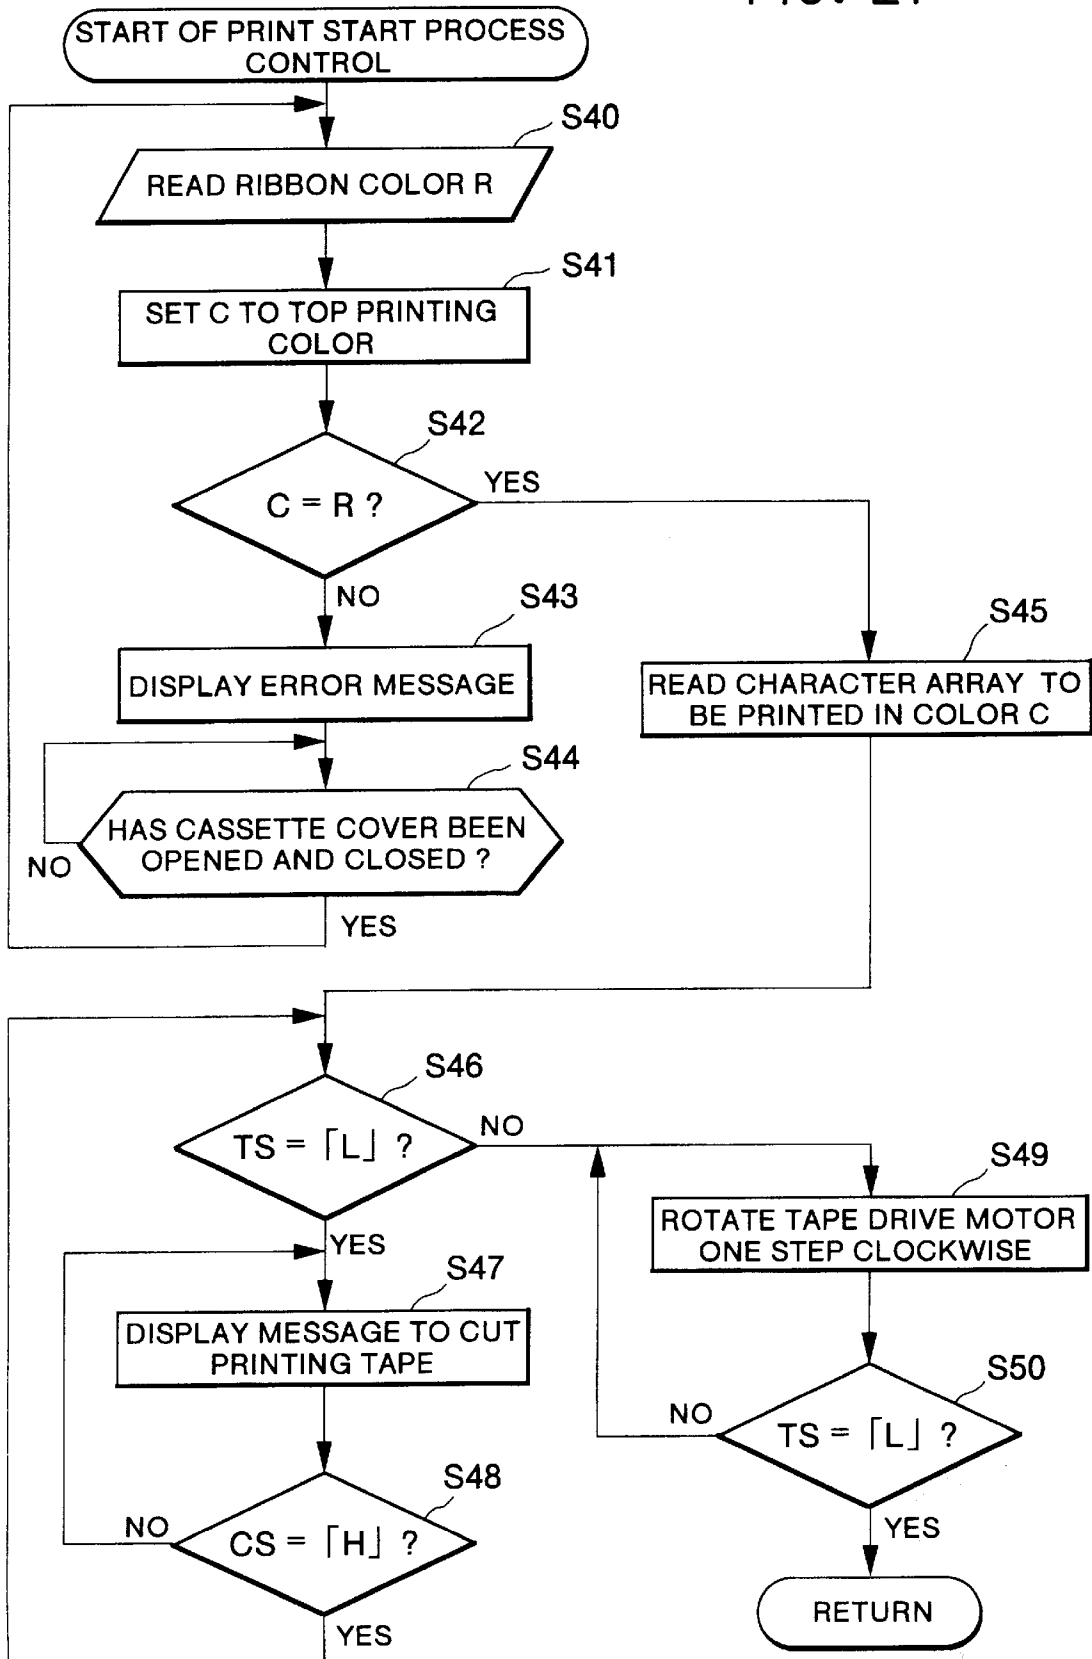 START OF PRINT START PROCESS
CONTROL
S40
READ RIBBON COLOR R
S41
SET C TO TOP PRINTING
COLOR
S42
C = R ?
YES
NO
S43
DISPLAY ERROR MESSAGE
S44
HAS CASSETTE COVER BEEN
OPENED AND CLOSED ?
NO
YES
S45
READ CHARACTER ARRAY TO
BE PRINTED IN COLOR C
S46
TS = ⌈L⌋ ?
NO
YES
S47
DISPLAY MESSAGE TO CUT
PRINTING TAPE
S48
CS = ⌈H⌋ ?
NO
YES
S49
ROTATE TAPE DRIVE MOTOR
ONE STEP CLOCKWISE
S50
TS = ⌈L⌋ ?
NO
YES
RETURN